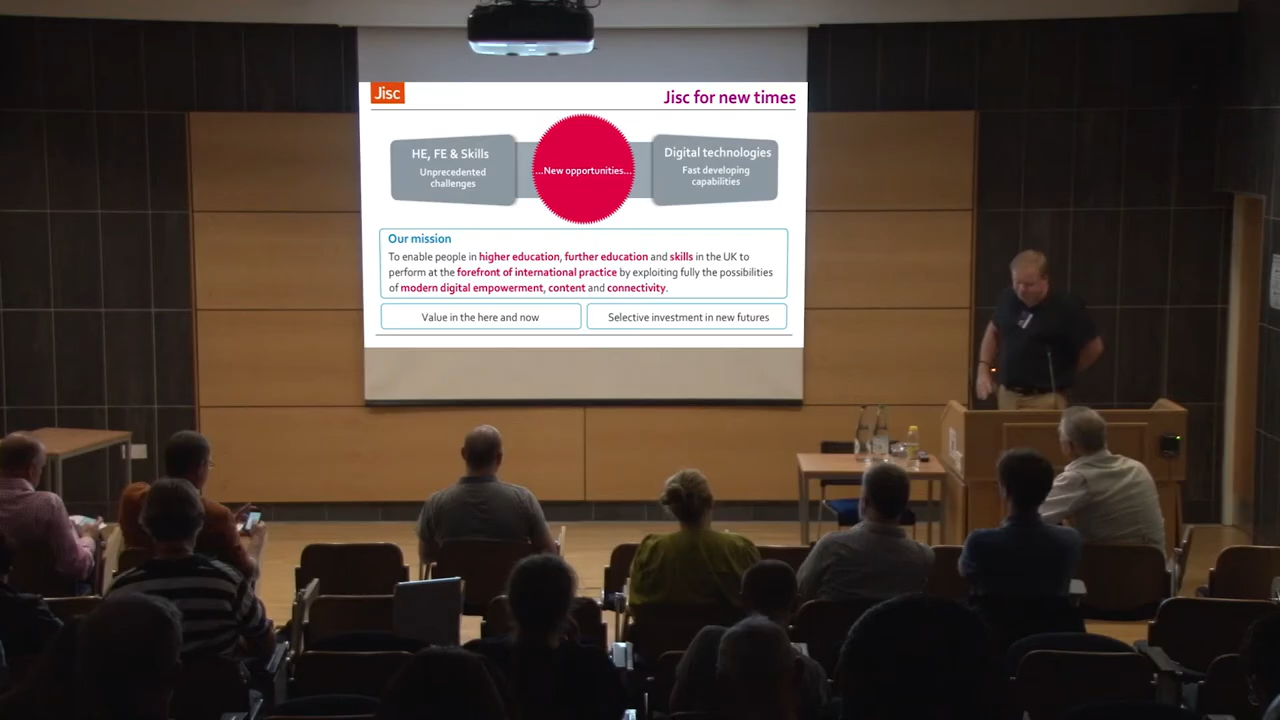 Jisc
Jisc for new times
HE, FE & Skills
Unprecedented
challenges
...New opportunities...
Digital technologies
Fast developing
capabilities
Our mission
To enable people in higher education, further education and skills in the UK to
perform at the forefront of international practice by exploiting fully the possibilities
of modern digital empowerment, content and connectivity.
Value in the here and now
Selective investment in new futures